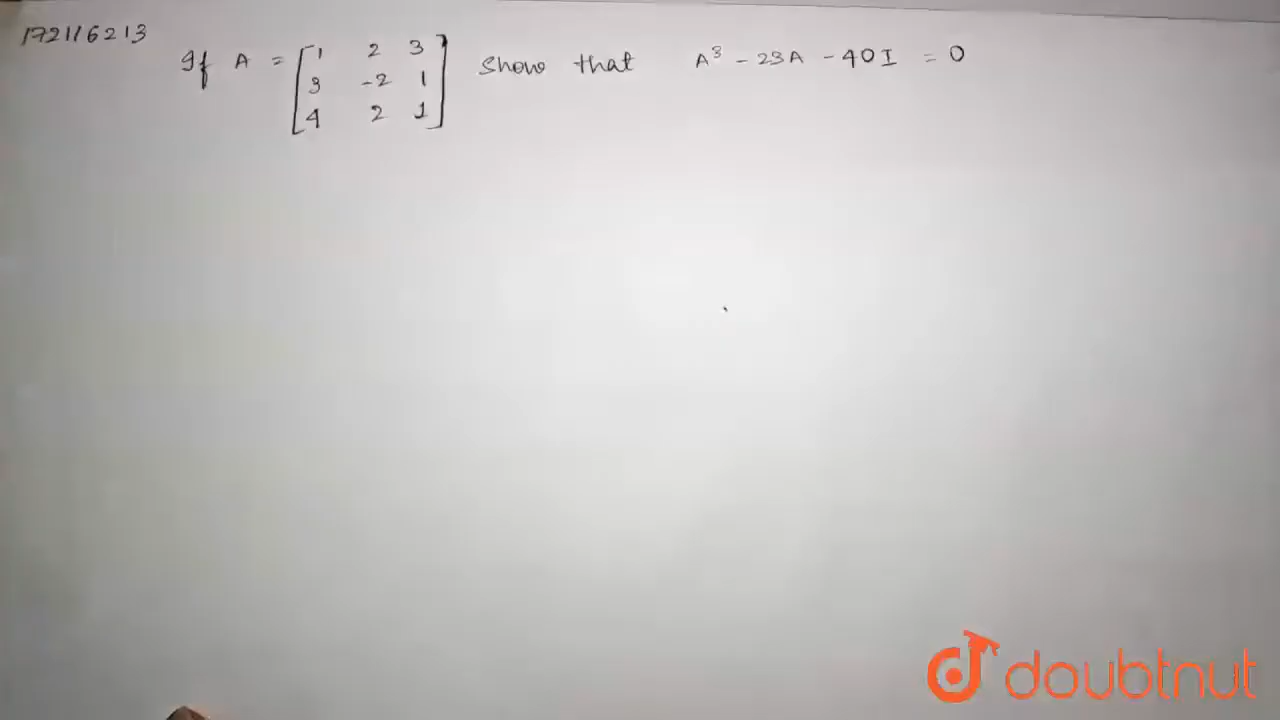 172116213
If A = [1 2 3
3 -2 1
4 2 1] show that A³ - 23A - 40I = 0
doubtnut